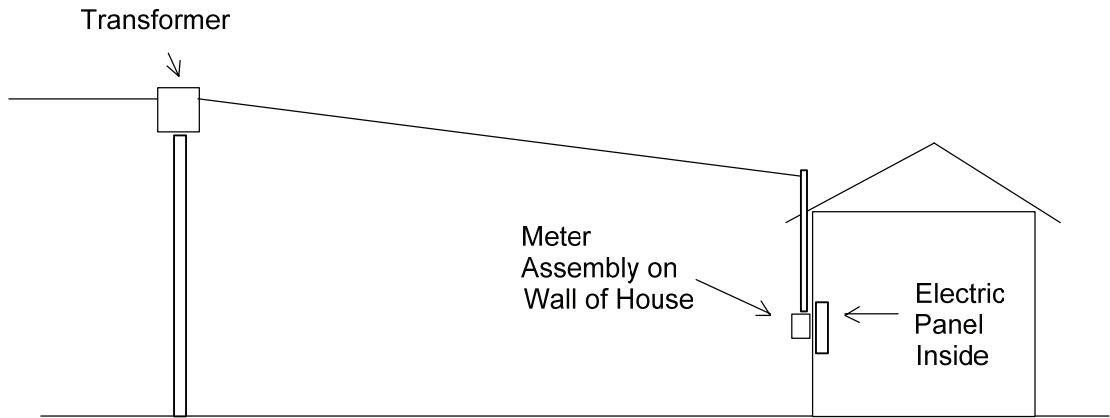 Transformer
Meter
Assembly on
Wall of House
Electric
Panel
Inside